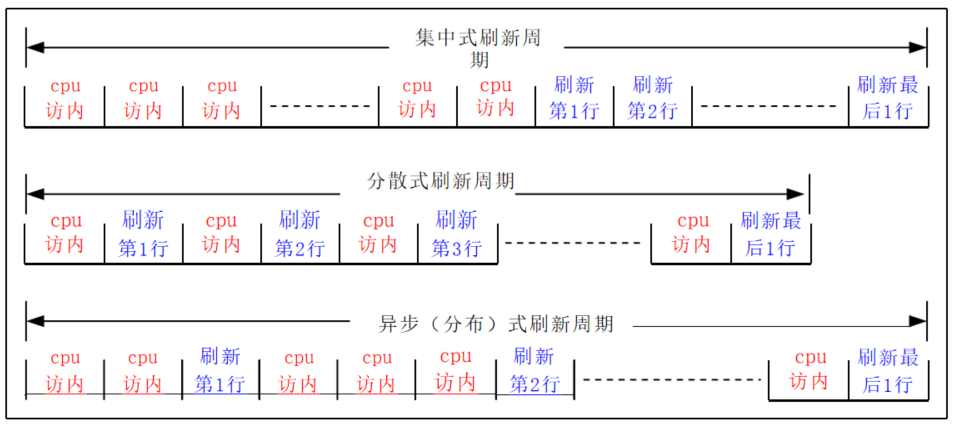 集中式刷新周
期
cpu cpu cpu cpu cpu 刷新 刷新 刷新最
访内 访内 访内 访内 访内 第1行 第2行 后1行
分散式刷新周期
cpu 刷新 cpu 刷新 cpu 刷新 cpu 刷新最
访内 第1行 访内 第2行 访内 第3行 访内 后1行
异步（分布）式刷新周期
cpu cpu 刷新 cpu cpu cpu 刷新 cpu 刷新最
访内 访内 第1行 访内 访内 访内 第2行 访内 后1行